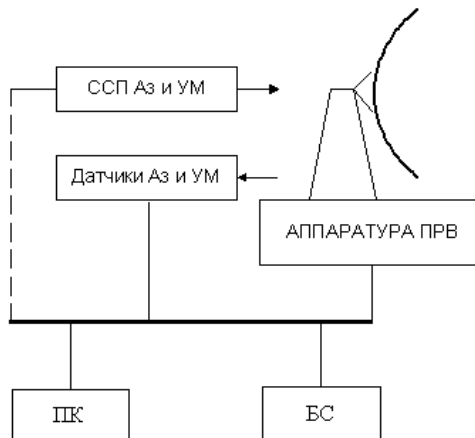 ССП Аз и УМ
Датчики Аз и УМ
АППАРАТУРА ПРВ
ПК
БС